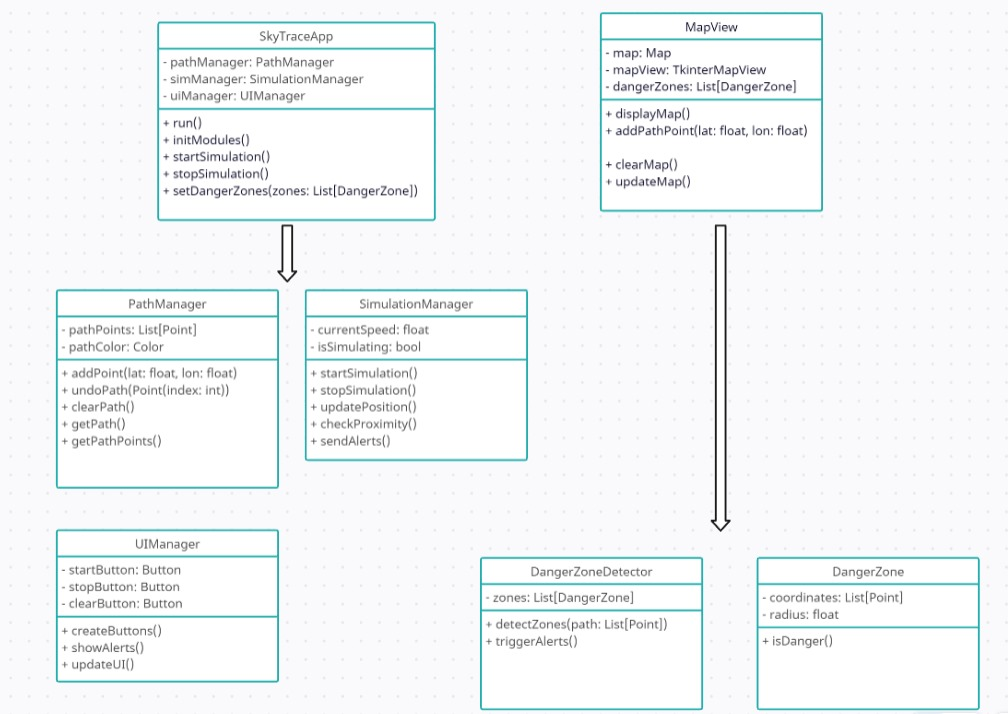 SkyTraceApp
- pathManager: PathManager
- simManager: SimulationManager
- uiManager: UIManager
+ run()
+ initModules()
+ startSimulation()
+ stopSimulation()
+ setDangerZones(zones: List[DangerZone])
MapView
- map: Map
- mapView: TkinterMapView
- dangerZones: List[DangerZone]
+ displayMap()
+ addPathPoint(lat: float, lon: float)
+ clearMap()
+ updateMap()
PathManager
- pathPoints: List[Point]
- pathColor: Color
+ addPoint(lat: float, lon: float)
+ undoPath(Point(index: int))
+ clearPath()
+ getPath()
+ getPathPoints()
SimulationManager
- currentSpeed: float
- isSimulating: bool
+ startSimulation()
+ stopSimulation()
+ updatePosition()
+ checkProximity()
+ sendAlerts()
UIManager
- startButton: Button
- stopButton: Button
- clearButton: Button
+ createButtons()
+ showAlerts()
+ updateUI()
DangerZoneDetector
- zones: List[DangerZone]
+ detectZones(path: List[Point])
+ triggerAlerts()
DangerZone
- coordinates: List[Point]
- radius: float
+ isDanger()